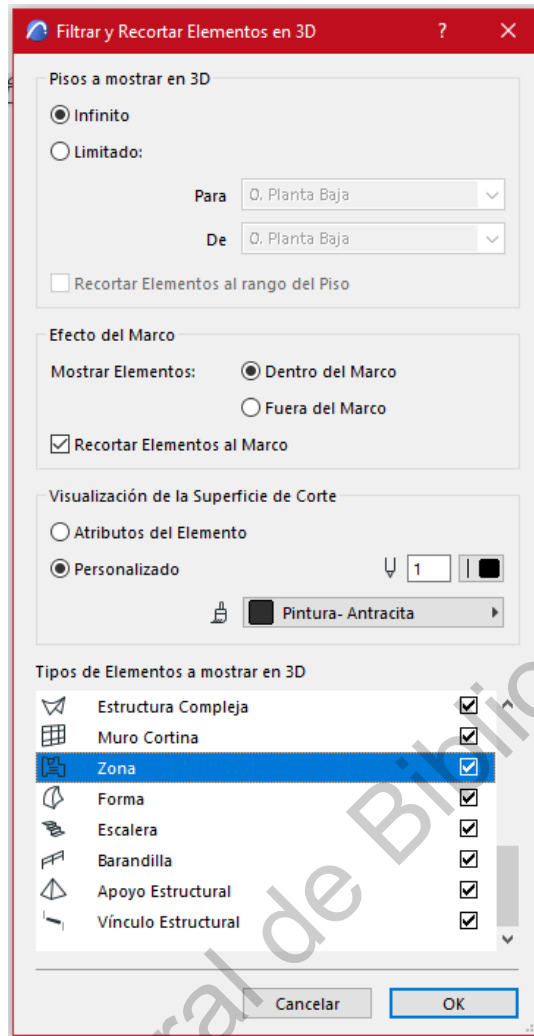 Filtrar y Recortar Elementos en 3D ?
Pisos a mostrar en 3D
Infinito
Limitado:
Para 0. Planta Baja
De 0. Planta Baja
Recortar Elementos al rango del Piso
Efecto del Marco
Mostrar Elementos: Dentro del Marco
Fuera del Marco
Recortar Elementos al Marco
Visualización de la Superficie de Corte
Atributos del Elemento
Personalizado 1
Pintura- Antracita
Tipos de Elementos a mostrar en 3D
Estructura Compleja
Muro Cortina
Zona
Forma
Escalera
Barandilla
Apoyo Estructural
Vínculo Estructural
Cancelar OK
ral de Biblio